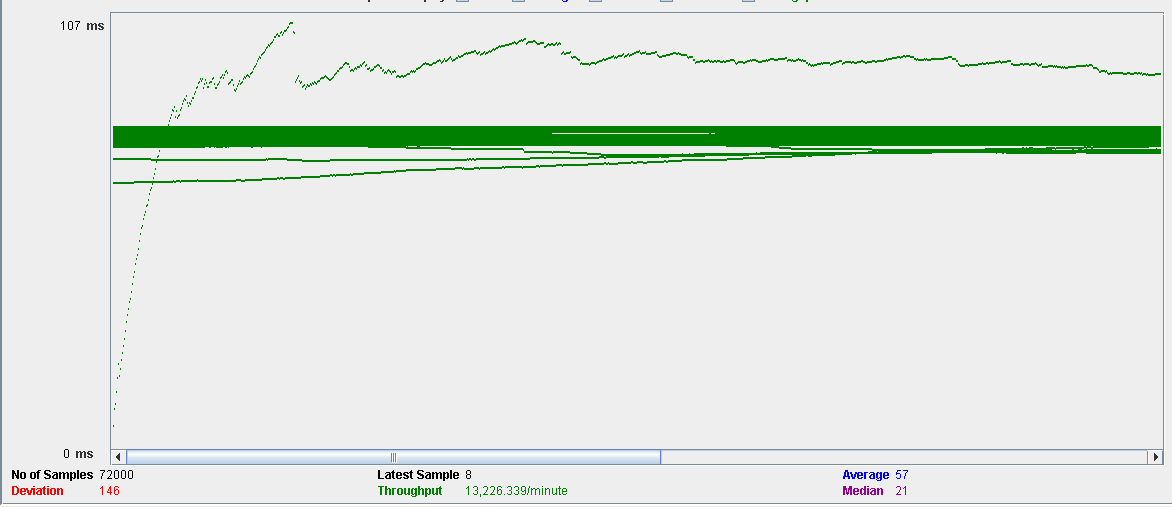 107 ms
0 ms
No of Samples 72000 Latest Sample 8 Average 57
Deviation 146 Throughput 13,226.339/minute Median 21